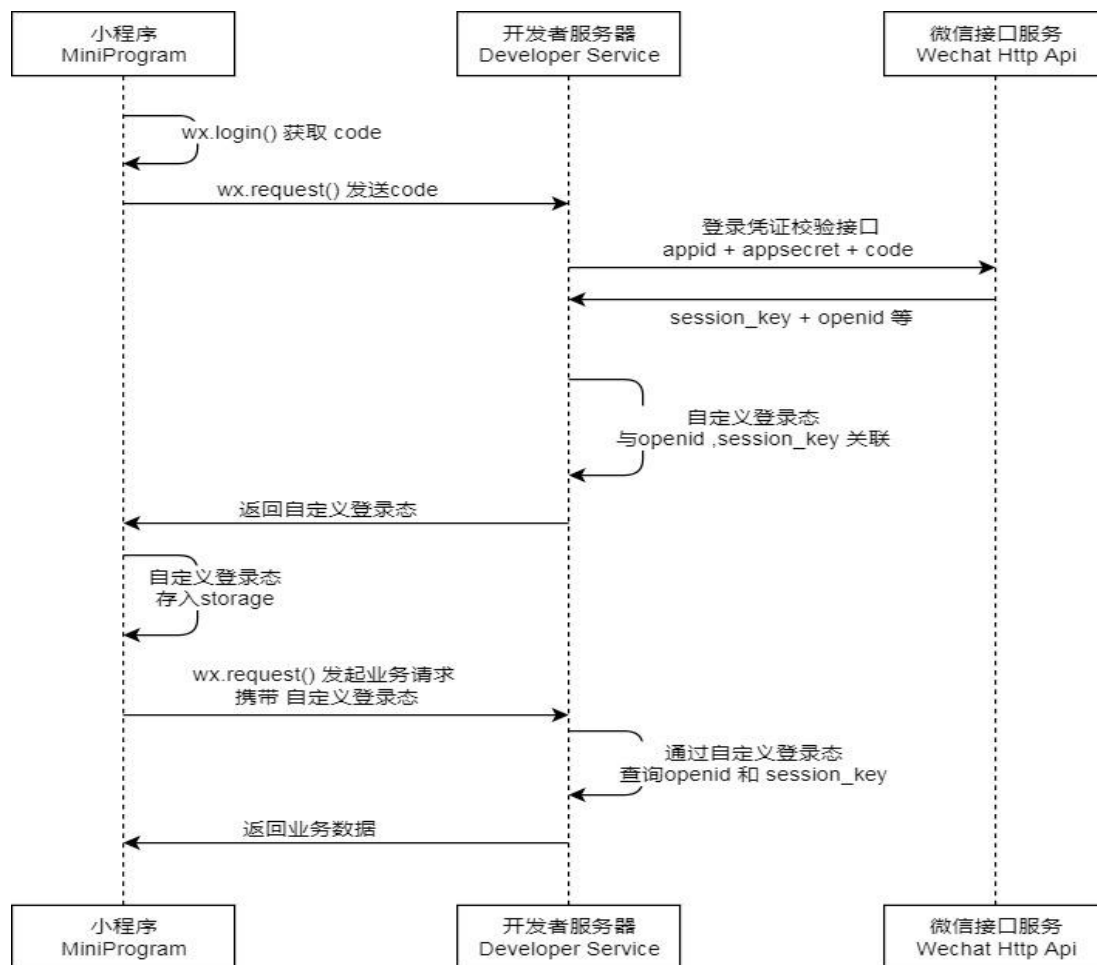 小程序
MiniProgram
开发者服务器
Developer Service
微信接口服务
Wechat Http Api
wx.login() 获取 code
wx.request() 发送code
登录凭证校验接口
appid + appsecret + code
session_key + openid 等
自定义登录态
与openid ,session_key 关联
返回自定义登录态
自定义登录态
存入storage
wx.request() 发起业务请求
携带 自定义登录态
通过自定义登录态
查询openid 和 session_key
返回业务数据
小程序
MiniProgram
开发者服务器
Developer Service
微信接口服务
Wechat Http Api